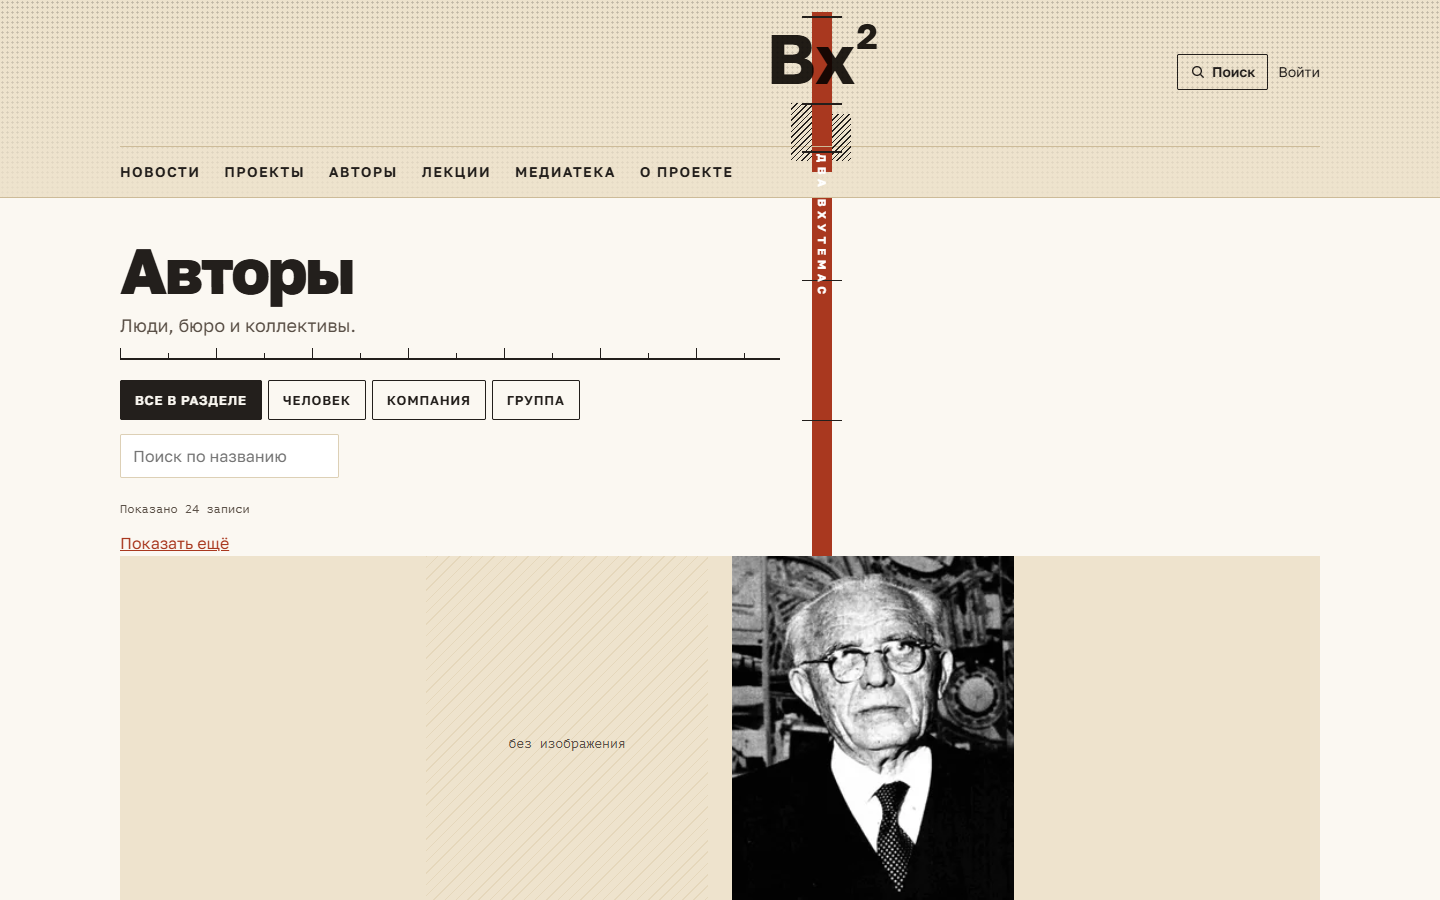 Вх²
Поиск
Войти
НОВОСТИ
ПРОЕКТЫ
АВТОРЫ
ЛЕКЦИИ
МЕДИАТЕКА
О ПРОЕКТЕ
ДВА ВХУТЕМАС
Авторы
Люди, бюро и коллективы.
ВСЕ В РАЗДЕЛЕ
ЧЕЛОВЕК
КОМПАНИЯ
ГРУППА
Поиск по названию
Показано 24 записи
Показать ещё
без изображения